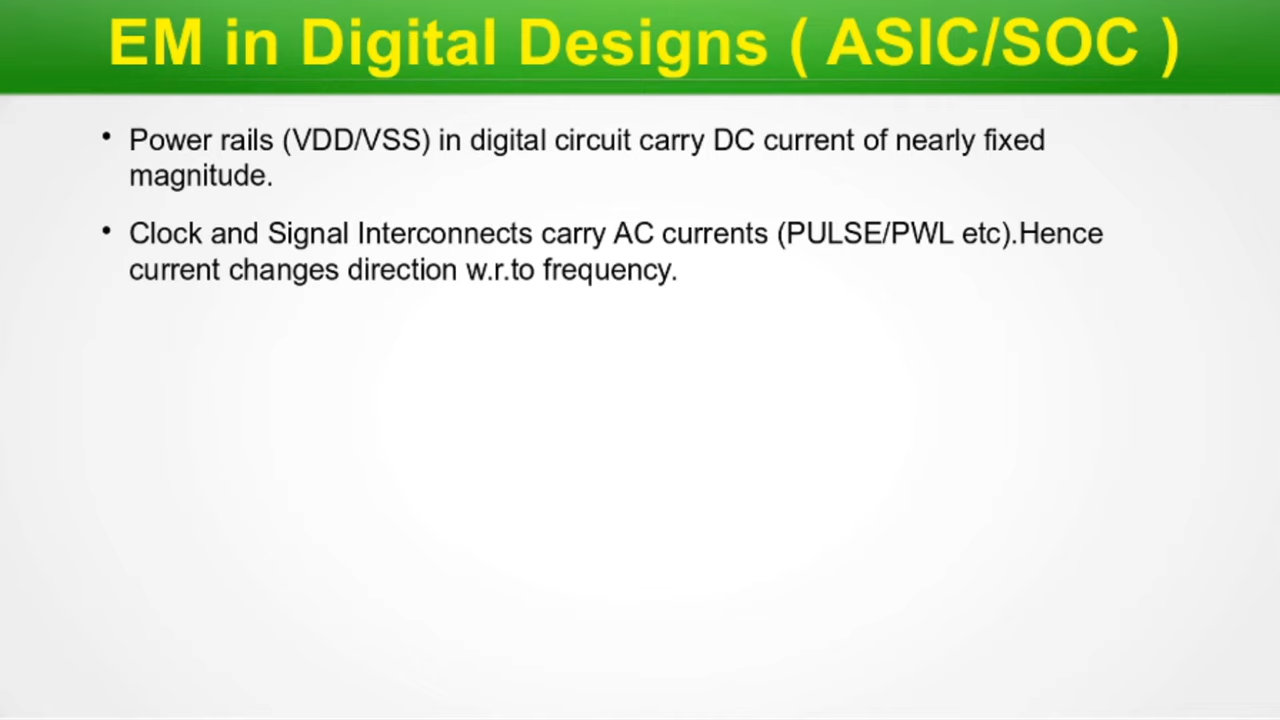 EM in Digital Designs ( ASIC/SOC )
• Power rails (VDD/VSS) in digital circuit carry DC current of nearly fixed
magnitude.
• Clock and Signal Interconnects carry AC currents (PULSE/PWL etc).Hence
current changes direction w.r.to frequency.